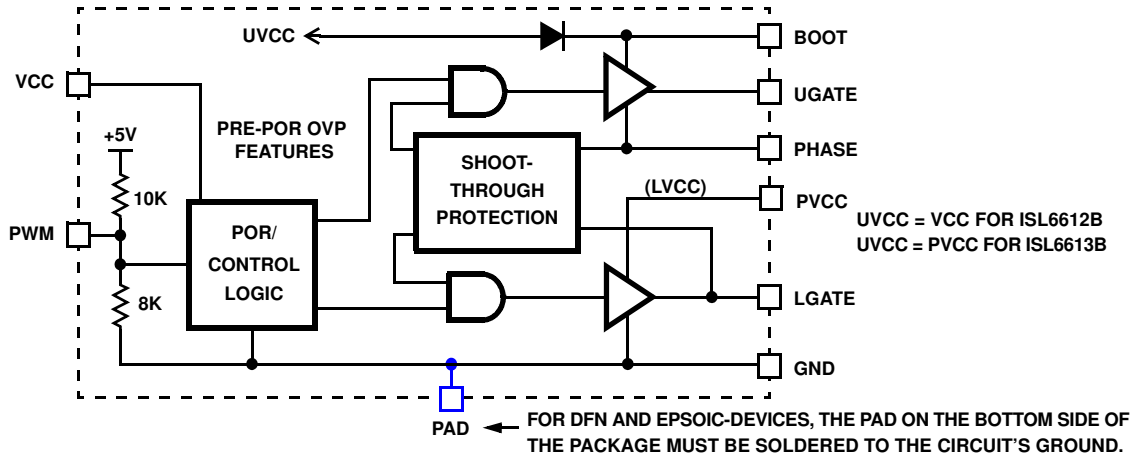 UVCC
BOOT
VCC
UGATE
+5V
PRE-POR OVP
FEATURES
PHASE
SHOOT-
THROUGH
PROTECTION
10K
(LVCC)
PVCC
UVCC = VCC FOR ISL6612B
UVCC = PVCC FOR ISL6613B
PWM
POR/
CONTROL
LOGIC
8K
LGATE
GND
PAD
FOR DFN AND EPSOIC-DEVICES, THE PAD ON THE BOTTOM SIDE OF
THE PACKAGE MUST BE SOLDERED TO THE CIRCUIT'S GROUND.